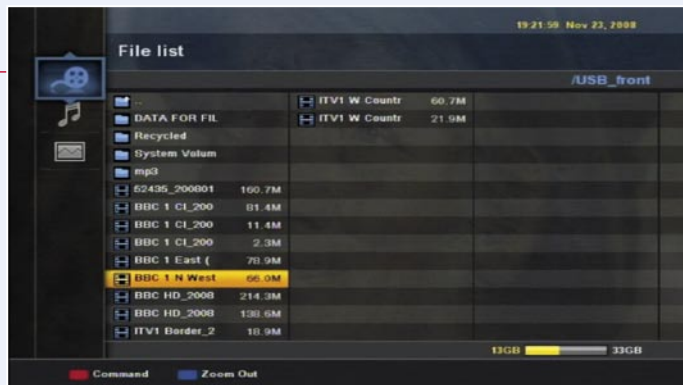 19:21:59 Nov 23, 2008
File list
/USB_front
..
DATA FOR FIL
Recycled
System Volum
mp3
52435_200801 160.7M
BBC 1 CI_200 81.4M
BBC 1 CI_200 11.4M
BBC 1 CI_200 2.3M
BBC 1 East ( 78.9M
BBC 1 N West 66.0M
BBC HD_2008 214.3M
BBC HD_2008 138.6M
ITV1 Border_2 18.9M
ITV1 W Countr 60.7M
ITV1 W Countr 21.9M
13GB 33GB
Command Zoom Out